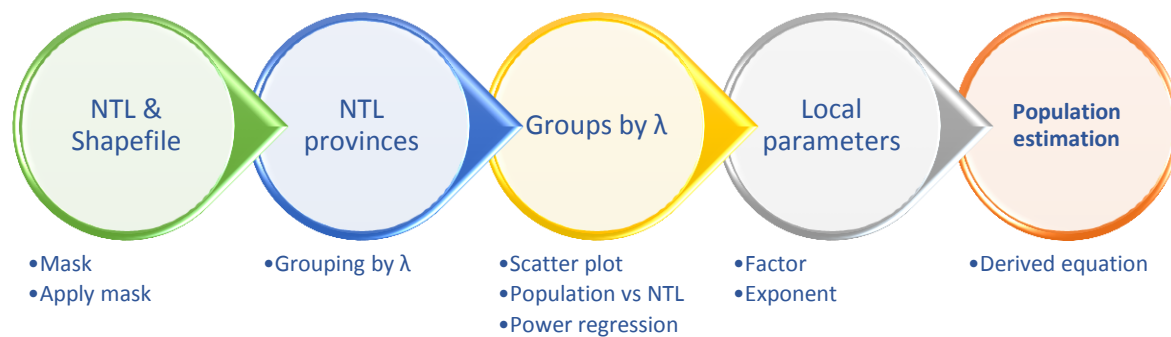 NTL &
Shapefile
NTL
provinces
Groups by λ
Local
parameters
Population
estimation
•Mask
•Apply mask
•Grouping by λ
•Scatter plot
•Population vs NTL
•Power regression
•Factor
•Exponent
•Derived equation